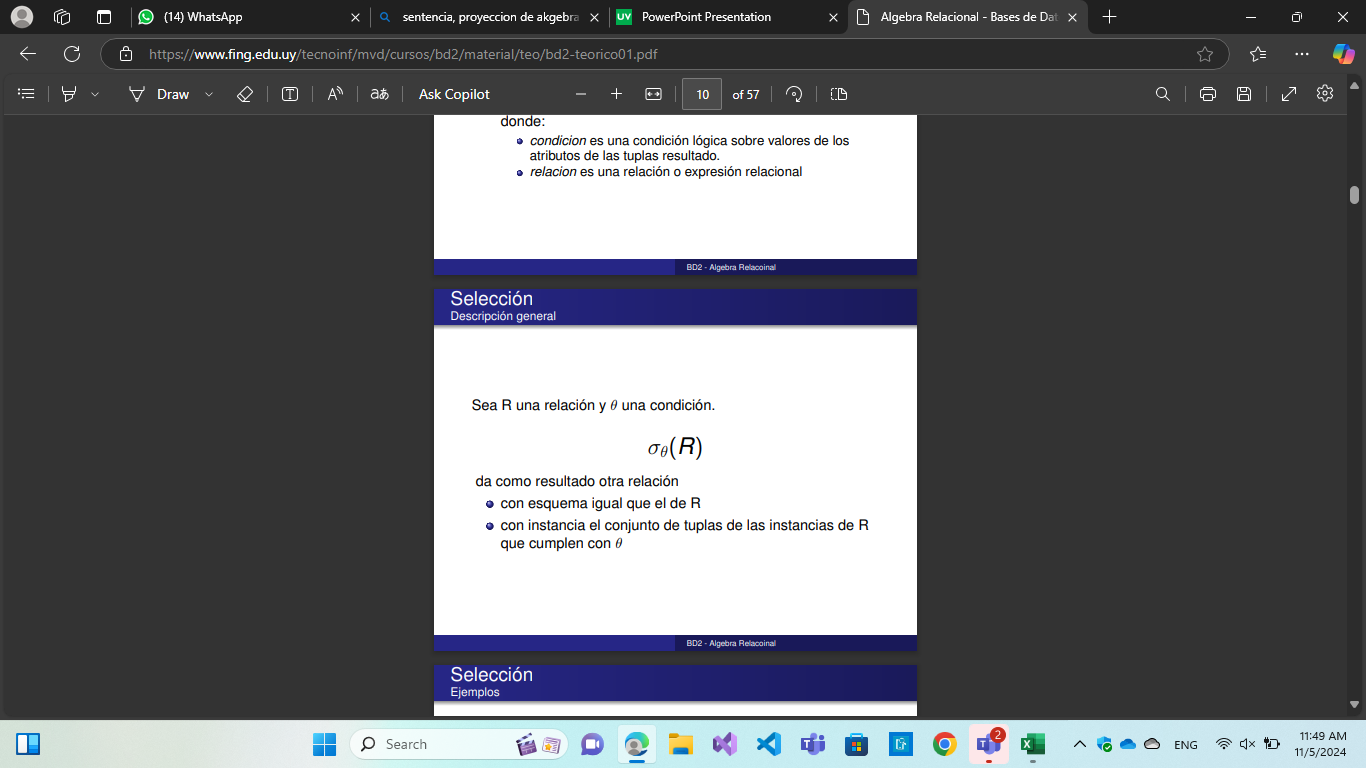 (14) WhatsApp
sentencia, proyeccion de akgebra
UV PowerPoint Presentation
Algebra Relacional - Bases de Dat
https://www.fing.edu.uy/tecnoinf/mvd/cursos/bd2/material/teo/bd2-teorico01.pdf
Draw
Ask Copilot
10 of 57
donde:
condicion es una condición lógica sobre valores de los
atributos de las tuplas resultado.
relacion es una relación o expresión relacional
BD2 - Algebra Relacoinal
Selección
Descripción general
Sea R una relación y θ una condición.
σθ(R)
da como resultado otra relación
con esquema igual que el de R
con instancia el conjunto de tuplas de las instancias de R
que cumplen con θ
BD2 - Algebra Relacoinal
Selección
Ejemplos
Search
2
ENG
11:49 AM
11/5/2024